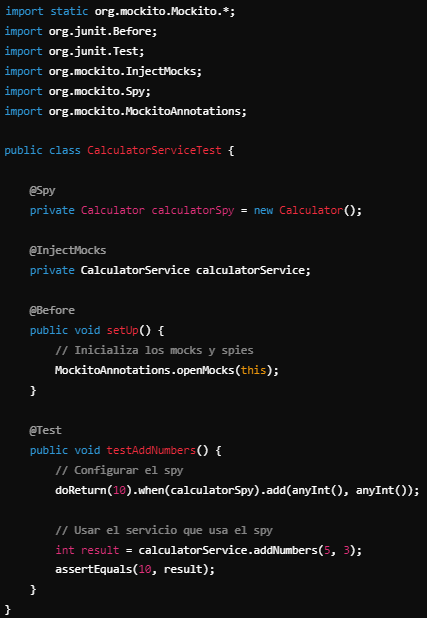 import static org.mockito.Mockito.*;
import org.junit.Before;
import org.junit.Test;
import org.mockito.InjectMocks;
import org.mockito.Spy;
import org.mockito.MockitoAnnotations;

public class CalculatorServiceTest {

    @Spy
    private Calculator calculatorSpy = new Calculator();

    @InjectMocks
    private CalculatorService calculatorService;

    @Before
    public void setUp() {
        // Inicializa los mocks y spies
        MockitoAnnotations.openMocks(this);
    }

    @Test
    public void testAddNumbers() {
        // Configurar el spy
        doReturn(10).when(calculatorSpy).add(anyInt(), anyInt());

        // Usar el servicio que usa el spy
        int result = calculatorService.addNumbers(5, 3);
        assertEquals(10, result);
    }
}